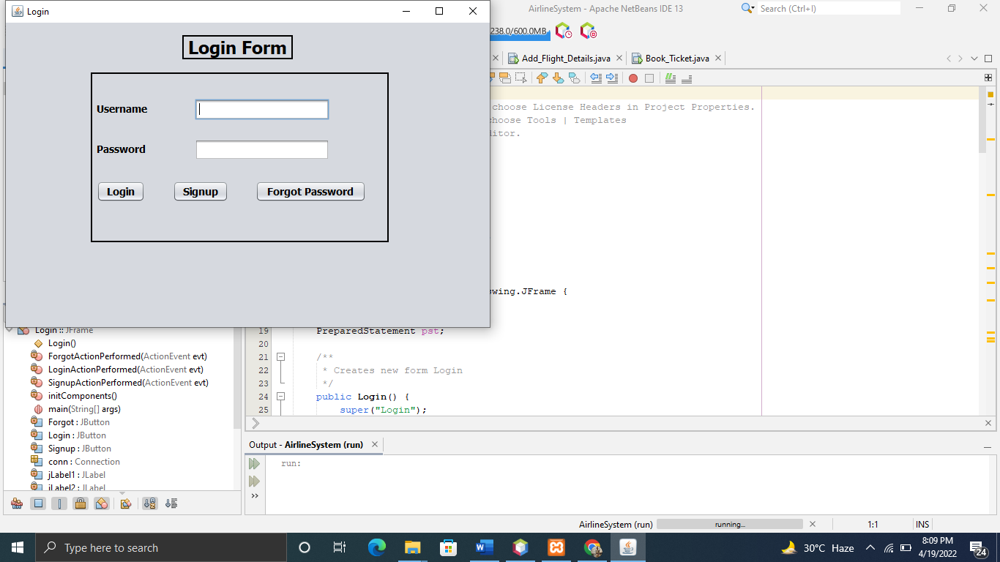 Login
Login Form
Username
Password
Login
Signup
Forgot Password
AirlineSystem - Apache NetBeans IDE 13
Search (Ctrl+I)
238.0/600.0MB
Add_Flight_Details.java
Book_Ticket.java
choose License Headers in Project Properties.
choose Tools | Templates
ditor.
swing.JFrame {
19 PreparedStatement pst;
20
21 /**
22 * Creates new form Login
23 */
24 public Login() {
25 super("Login");
Login :: JFrame
Login()
ForgotActionPerformed(ActionEvent evt)
LoginActionPerformed(ActionEvent evt)
SignupActionPerformed(ActionEvent evt)
initComponents()
main(String[] args)
Forgot : JButton
Login : JButton
Signup : JButton
conn : Connection
jLabel1 : JLabel
jLabel2 : JLabel
Output - AirlineSystem (run)
run:
AirlineSystem (run)
running...
1:1
INS
Type here to search
30°C Haze
8:09 PM
4/19/2022
24